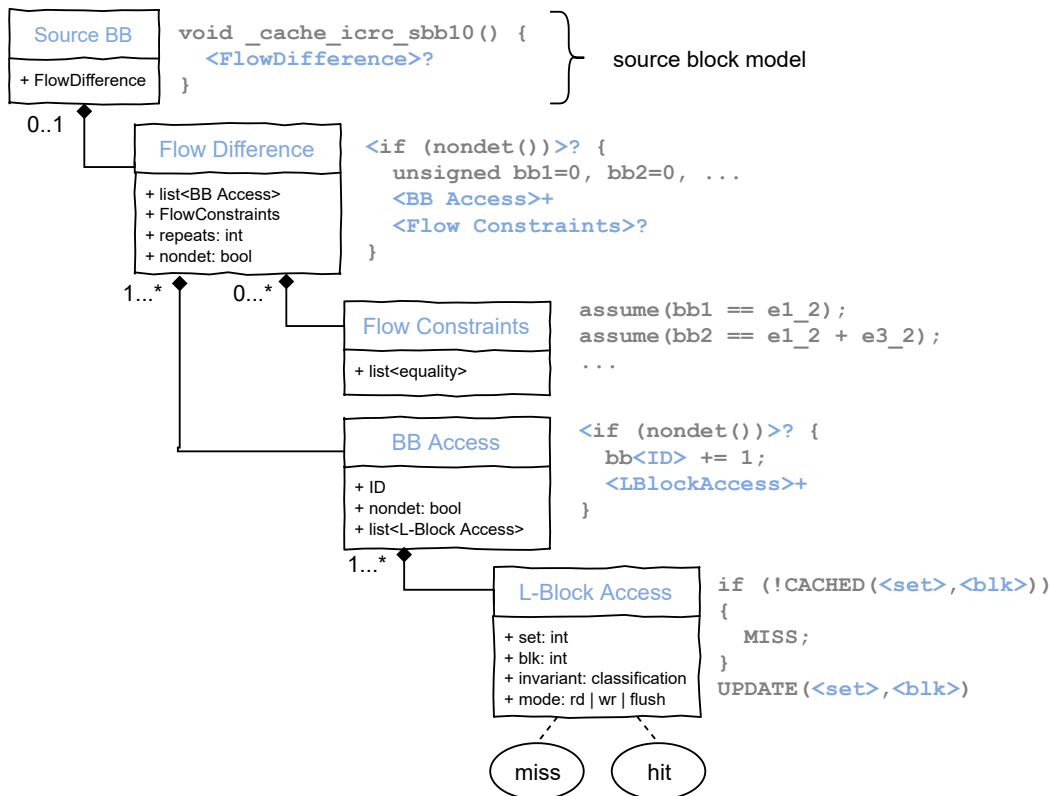 Source BB
+ FlowDifference
void _cache_icrc_sbb10() {
<FlowDifference>?
}
source block model
0..1
Flow Difference
+ list<BB Access>
+ FlowConstraints
+ repeats: int
+ nondet: bool
<if (nondet())>? {
unsigned bb1=0, bb2=0, ...
<BB Access>+
<Flow Constraints>?
}
1...*
0...*
Flow Constraints
+ list<equality>
assume(bb1 == e1_2);
assume(bb2 == e1_2 + e3_2);
...
BB Access
+ ID
+ nondet: bool
+ list<L-Block Access>
<if (nondet())>? {
bb<ID> += 1;
<LBlockAccess>+
}
1...*
L-Block Access
+ set: int
+ blk: int
+ invariant: classification
+ mode: rd | wr | flush
if (!CACHED(<set>,<blk>))
{
MISS;
}
UPDATE(<set>,<blk>)
miss
hit